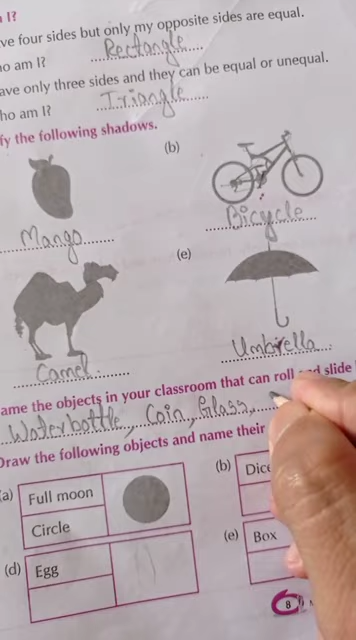 I?
ve four sides but only my opposite sides are equal.
o am I? Rectangle
ave only three sides and they can be equal or unequal.
ho am I? Triangle
fy the following shadows.
(b)
Mango Bicycle
(e)
Camel Umbrella
ame the objects in your classroom that can roll and slide
Waterbottle, Coin, Glass,
Draw the following objects and name their
(a) Full moon (b) Dice
Circle
(d) Egg (e) Box
8